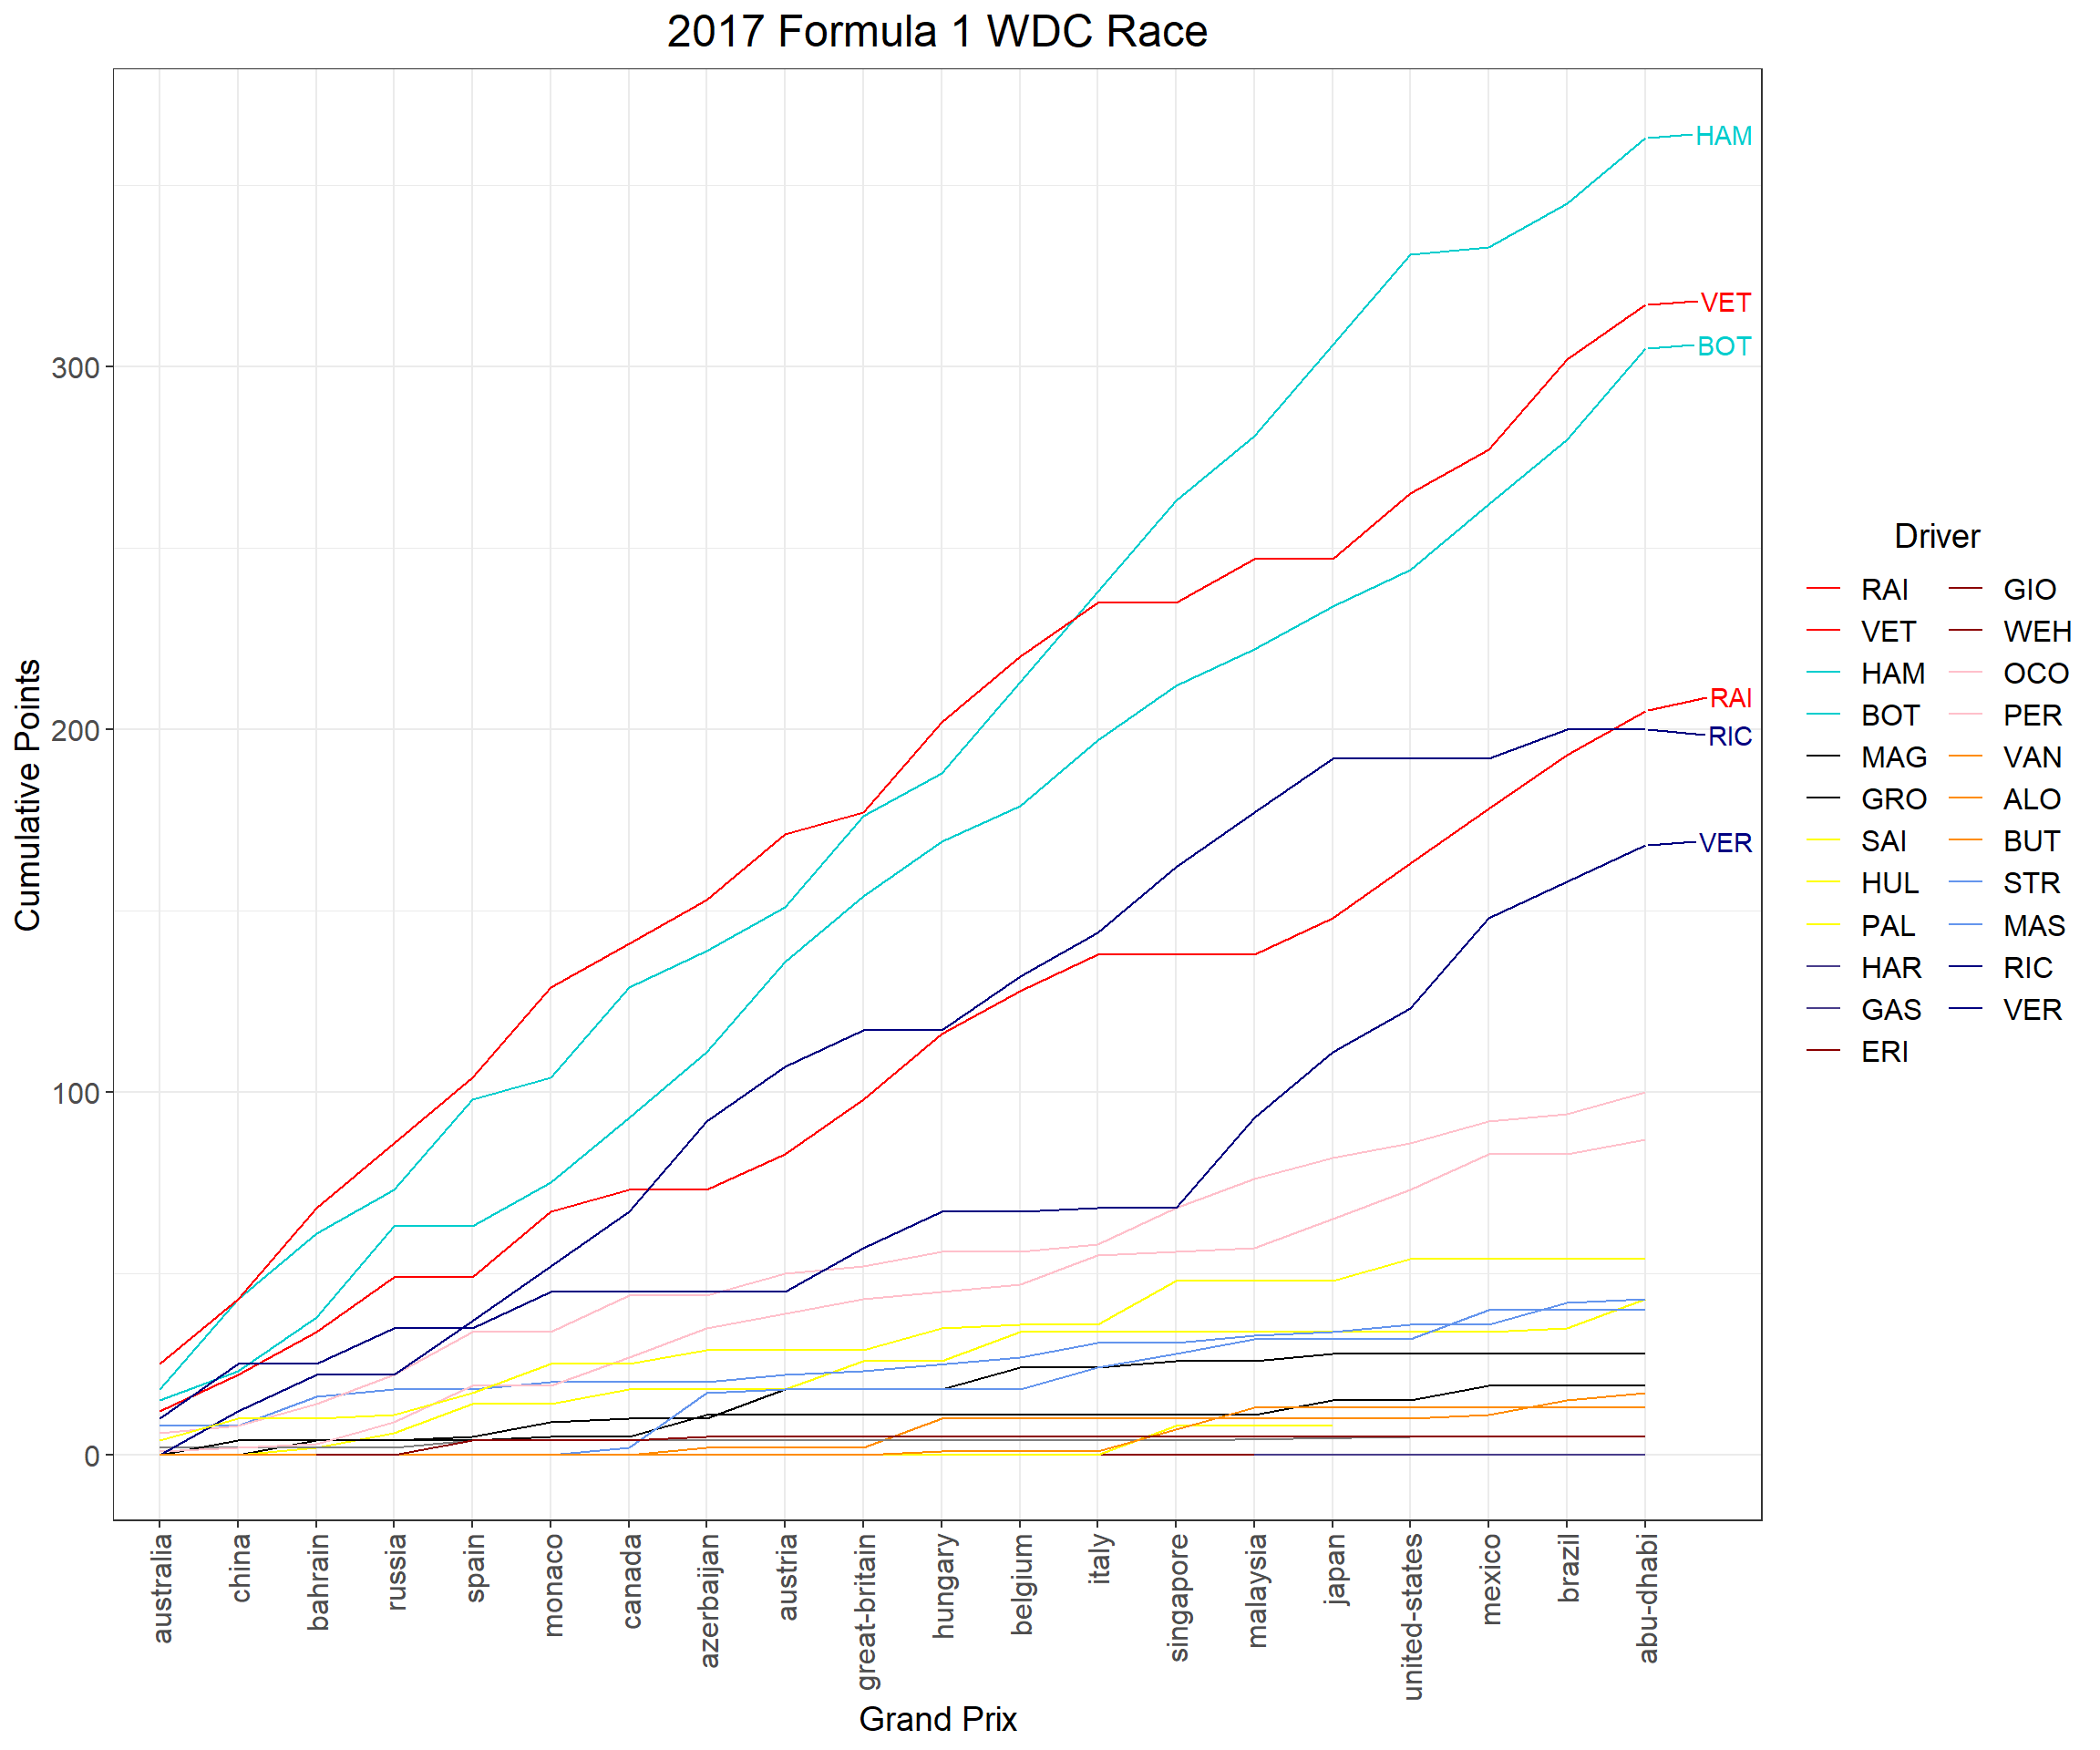 2017 Formula 1 WDC Race
HAM
VET
BOT
RAI
RIC
VER
300
200
100
0
Cumulative Points
australia
china
bahrain
russia
spain
monaco
canada
azerbaijan
austria
great-britain
hungary
belgium
italy
singapore
malaysia
japan
united-states
mexico
brazil
abu-dhabi
Grand Prix
Driver
RAI
VET
HAM
BOT
MAG
GRO
SAI
HUL
PAL
HAR
GAS
ERI
GIO
WEH
OCO
PER
VAN
ALO
BUT
STR
MAS
RIC
VER